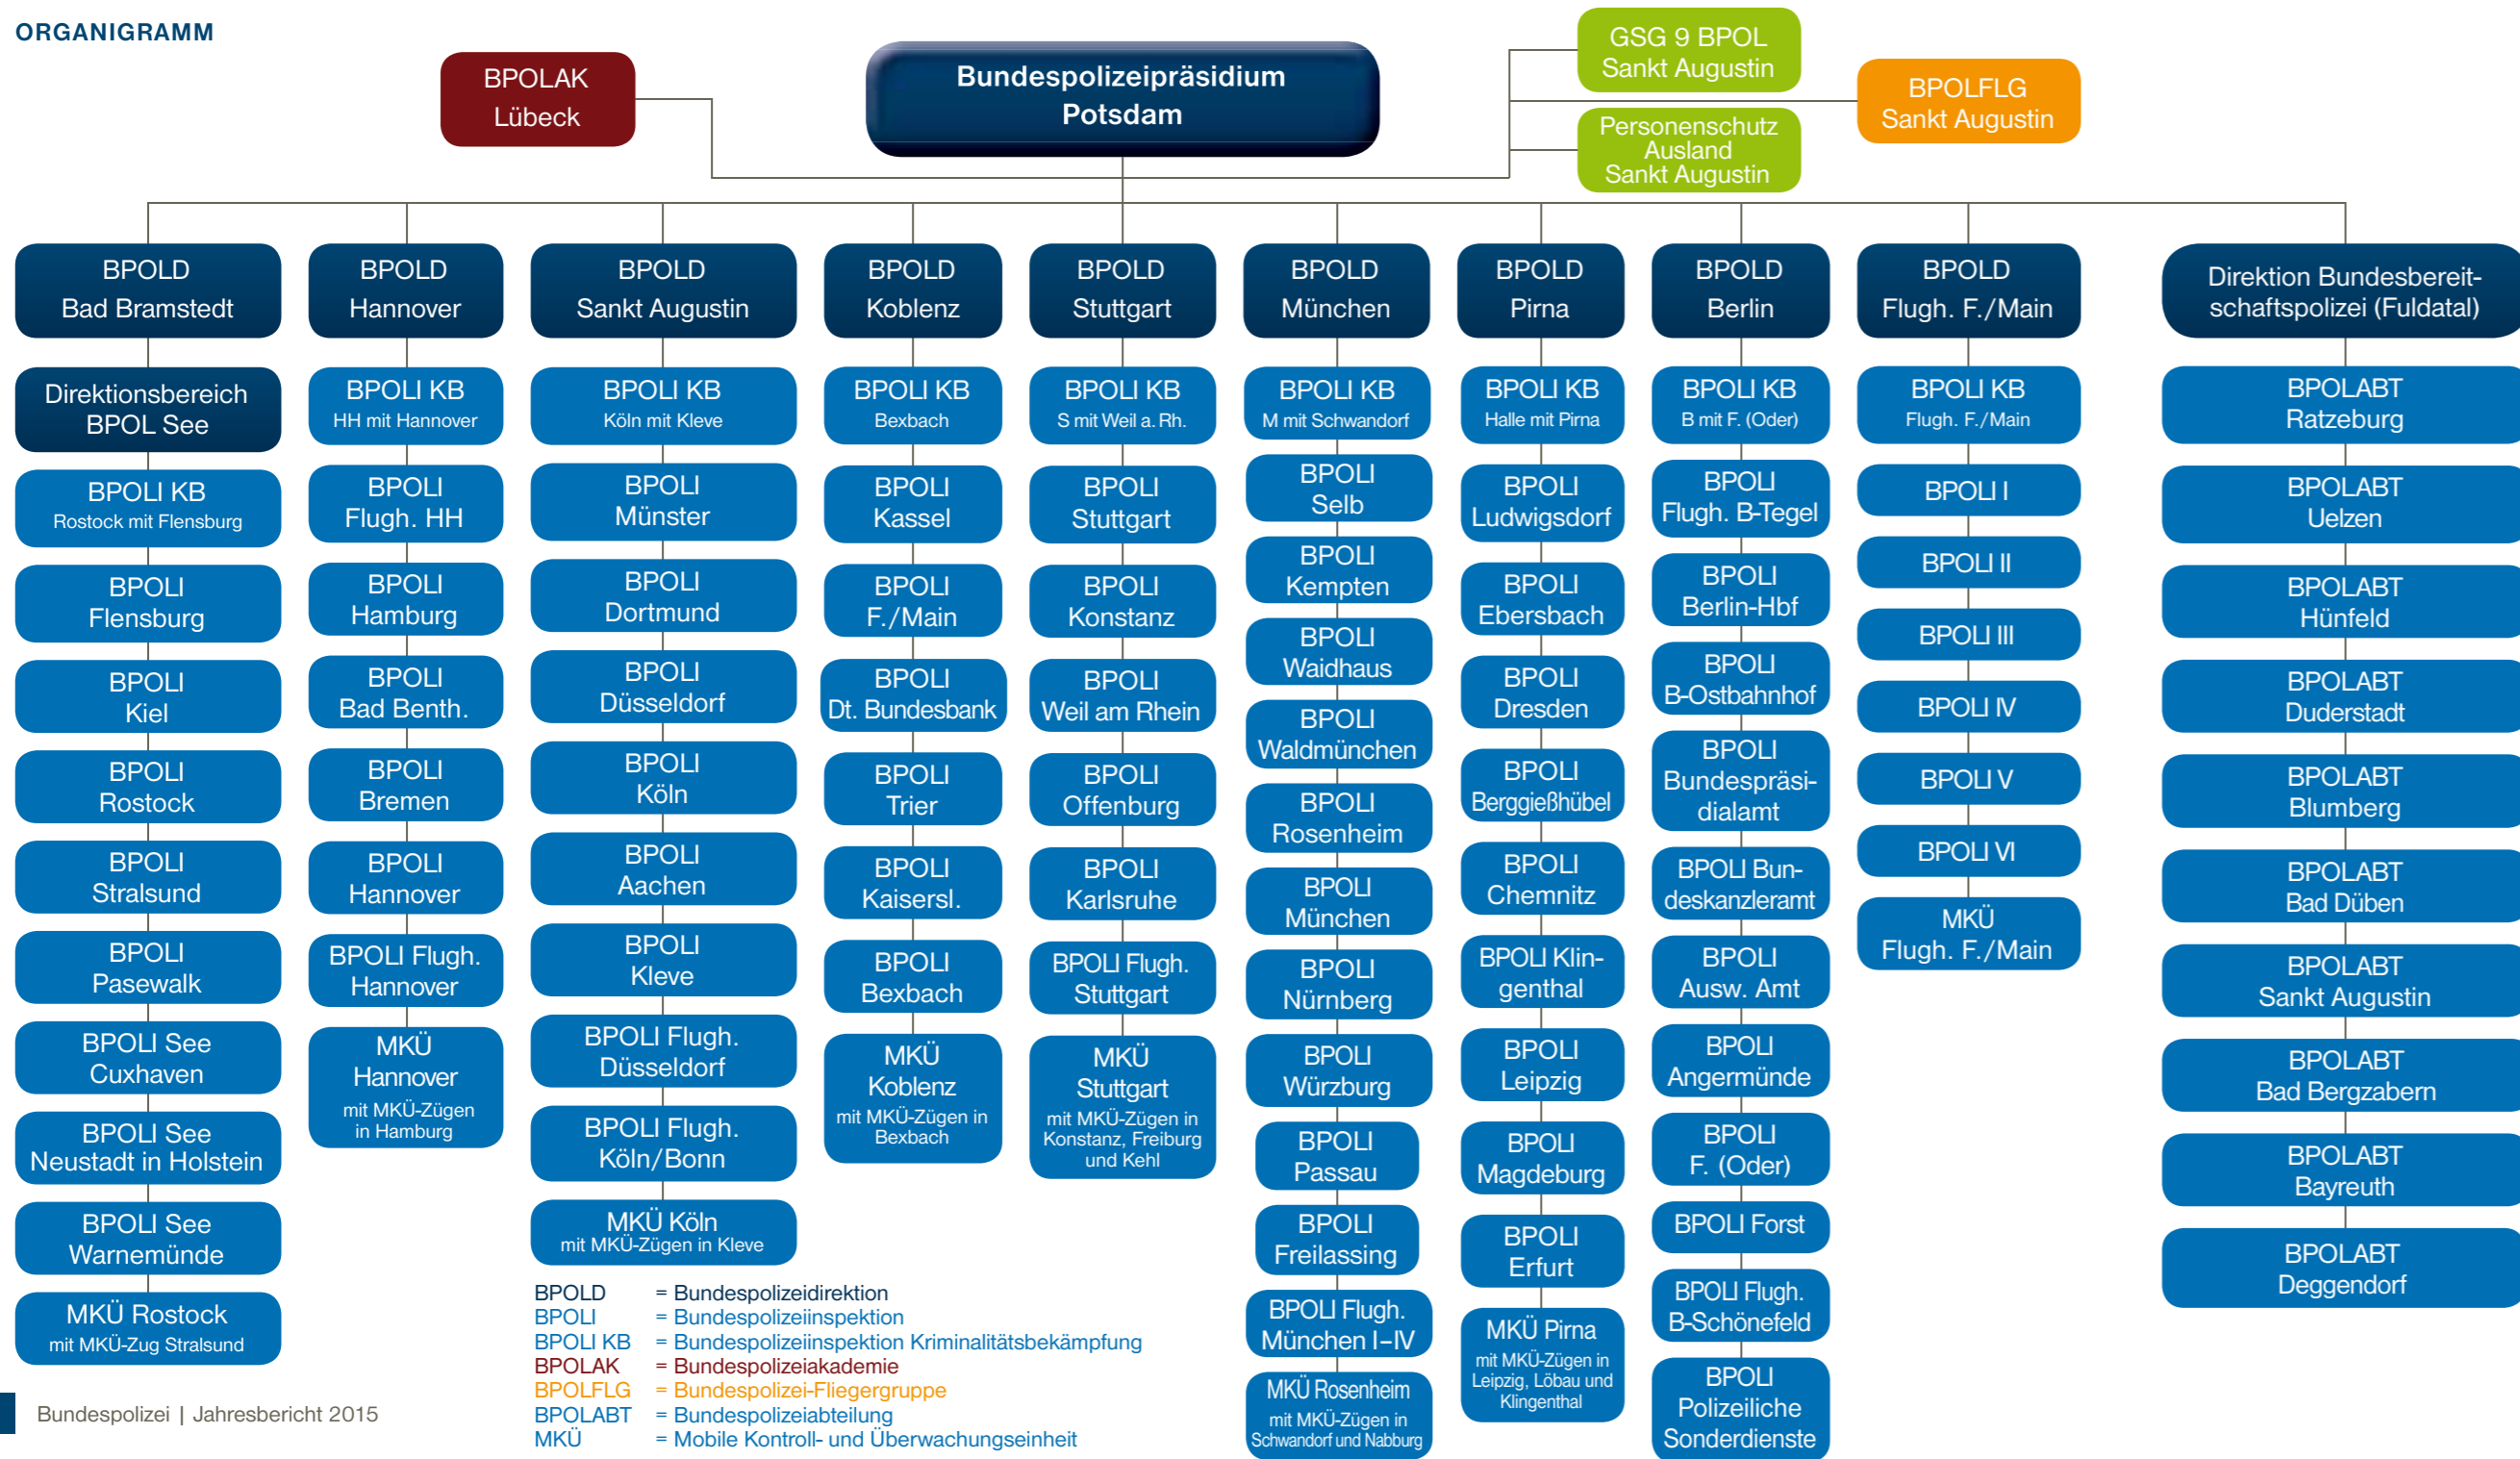 ORGANIGRAMM
BPOLAK
Lübeck
Bundespolizeipräsidium
Potsdam
GSG 9 BPOL
Sankt Augustin
BPOLFLG
Sankt Augustin
Personenschutz
Ausland
Sankt Augustin
BPOLD
Bad Bramstedt
Direktionsbereich
BPOL See
BPOLI KB
Rostock mit Flensburg
BPOLI
Flensburg
BPOLI
Kiel
BPOLI
Rostock
BPOLI
Stralsund
BPOLI
Pasewalk
BPOLI See
Cuxhaven
BPOLI See
Neustadt in Holstein
BPOLI See
Warnemünde
MKÜ Rostock
mit MKÜ-Zug Stralsund
BPOLD
Hannover
BPOLI KB
HH mit Hannover
BPOLI
Flugh. HH
BPOLI
Hamburg
BPOLI
Bad Benth.
BPOLI
Bremen
BPOLI
Hannover
BPOLI Flugh.
Hannover
MKÜ
Hannover
mit MKÜ-Zügen
in Hamburg
BPOLD
Sankt Augustin
BPOLI KB
Köln mit Kleve
BPOLI
Münster
BPOLI
Dortmund
BPOLI
Düsseldorf
BPOLI
Köln
BPOLI
Aachen
BPOLI
Kleve
BPOLI Flugh.
Düsseldorf
BPOLI Flugh.
Köln/Bonn
MKÜ Köln
mit MKÜ-Zügen in Kleve
BPOLD
Koblenz
BPOLI KB
Bexbach
BPOLI
Kassel
BPOLI
F./Main
BPOLI
Dt. Bundesbank
BPOLI
Trier
BPOLI
Kaisersl.
BPOLI
Bexbach
MKÜ
Koblenz
mit MKÜ-Zügen in
Bexbach
BPOLD
Stuttgart
BPOLI KB
S mit Weil a. Rh.
BPOLI
Stuttgart
BPOLI
Konstanz
BPOLI
Weil am Rhein
BPOLI
Offenburg
BPOLI
Karlsruhe
BPOLI Flugh.
Stuttgart
MKÜ
Stuttgart
mit MKÜ-Zügen in
Konstanz, Freiburg
und Kehl
BPOLD
München
BPOLI KB
M mit Schwandorf
BPOLI
Selb
BPOLI
Kempten
BPOLI
Waidhaus
BPOLI
Waldmünchen
BPOLI
Rosenheim
BPOLI
München
BPOLI
Nürnberg
BPOLI
Würzburg
BPOLI
Passau
BPOLI
Freilassing
BPOLI Flugh.
München I–IV
MKÜ Rosenheim
mit MKÜ-Zügen in
Schwandorf und Nabburg
BPOLD
Pirna
BPOLI KB
Halle mit Pirna
BPOLI
Ludwigsdorf
BPOLI
Ebersbach
BPOLI
Dresden
BPOLI
Berggießhübel
BPOLI
Chemnitz
BPOLI Klin-
genthal
BPOLI
Leipzig
BPOLI
Magdeburg
BPOLI
Erfurt
MKÜ Pirna
mit MKÜ-Zügen in
Leipzig, Löbau und
Klingenthal
BPOLD
Berlin
BPOLI KB
B mit F. (Oder)
BPOLI
Flugh. B-Tegel
BPOLI
Berlin-Hbf
BPOLI
B-Ostbahnhof
BPOLI
Bundespräsi-
dialamt
BPOLI Bun-
deskanzleramt
BPOLI
Ausw. Amt
BPOLI
Angermünde
BPOLI
F. (Oder)
BPOLI Forst
BPOLI Flugh.
B-Schönefeld
BPOLI
Polizeiliche
Sonderdienste
BPOLD
Flugh. F./Main
BPOLI KB
Flugh. F./Main
BPOLI I
BPOLI II
BPOLI III
BPOLI IV
BPOLI V
BPOLI VI
MKÜ
Flugh. F./Main
Direktion Bundesbereit-
schaftspolizei (Fuldatal)
BPOLABT
Ratzeburg
BPOLABT
Uelzen
BPOLABT
Hünfeld
BPOLABT
Duderstadt
BPOLABT
Blumberg
BPOLABT
Bad Düben
BPOLABT
Sankt Augustin
BPOLABT
Bad Bergzabern
BPOLABT
Bayreuth
BPOLABT
Deggendorf
BPOLD = Bundespolizeidirektion
BPOLI = Bundespolizeiinspektion
BPOLI KB = Bundespolizeiinspektion Kriminalitätsbekämpfung
BPOLAK = Bundespolizeiakademie
BPOLFLG = Bundespolizei-Fliegergruppe
BPOLABT = Bundespolizeiabteilung
MKÜ = Mobile Kontroll- und Überwachungseinheit
Bundespolizei | Jahresbericht 2015